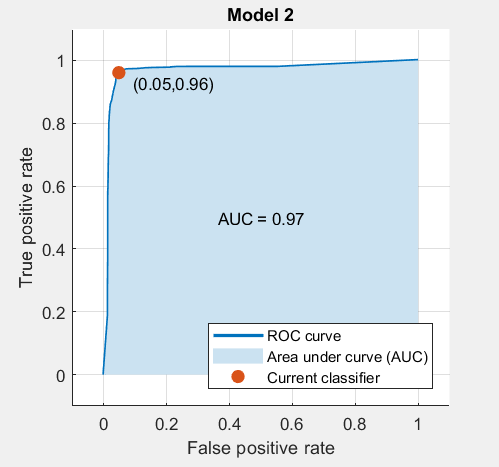 Model 2
1
0.8
0.6
0.4
0.2
0
True positive rate
(0.05,0.96)
AUC = 0.97
ROC curve
Area under curve (AUC)
Current classifier
0 0.2 0.4 0.6 0.8 1
False positive rate